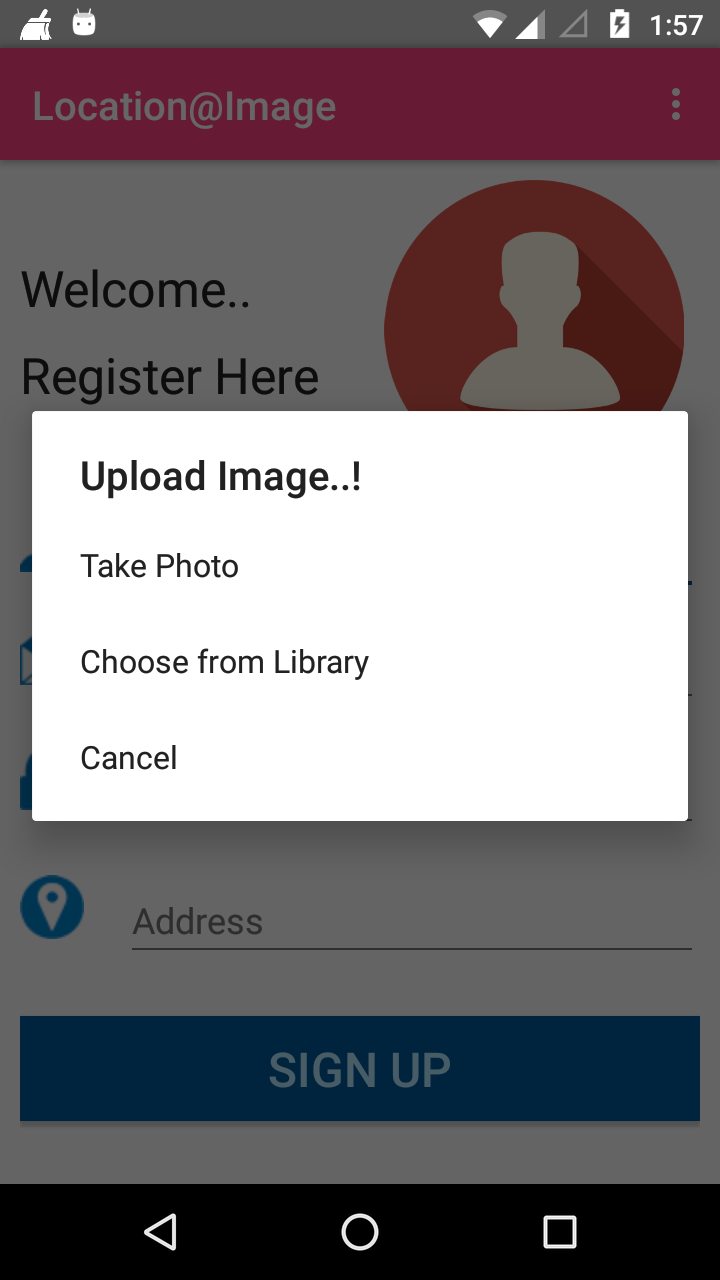 1:57
Location@Image
Welcome..
Register Here
Upload Image..!
Take Photo
Choose from Library
Cancel
Address
SIGN UP